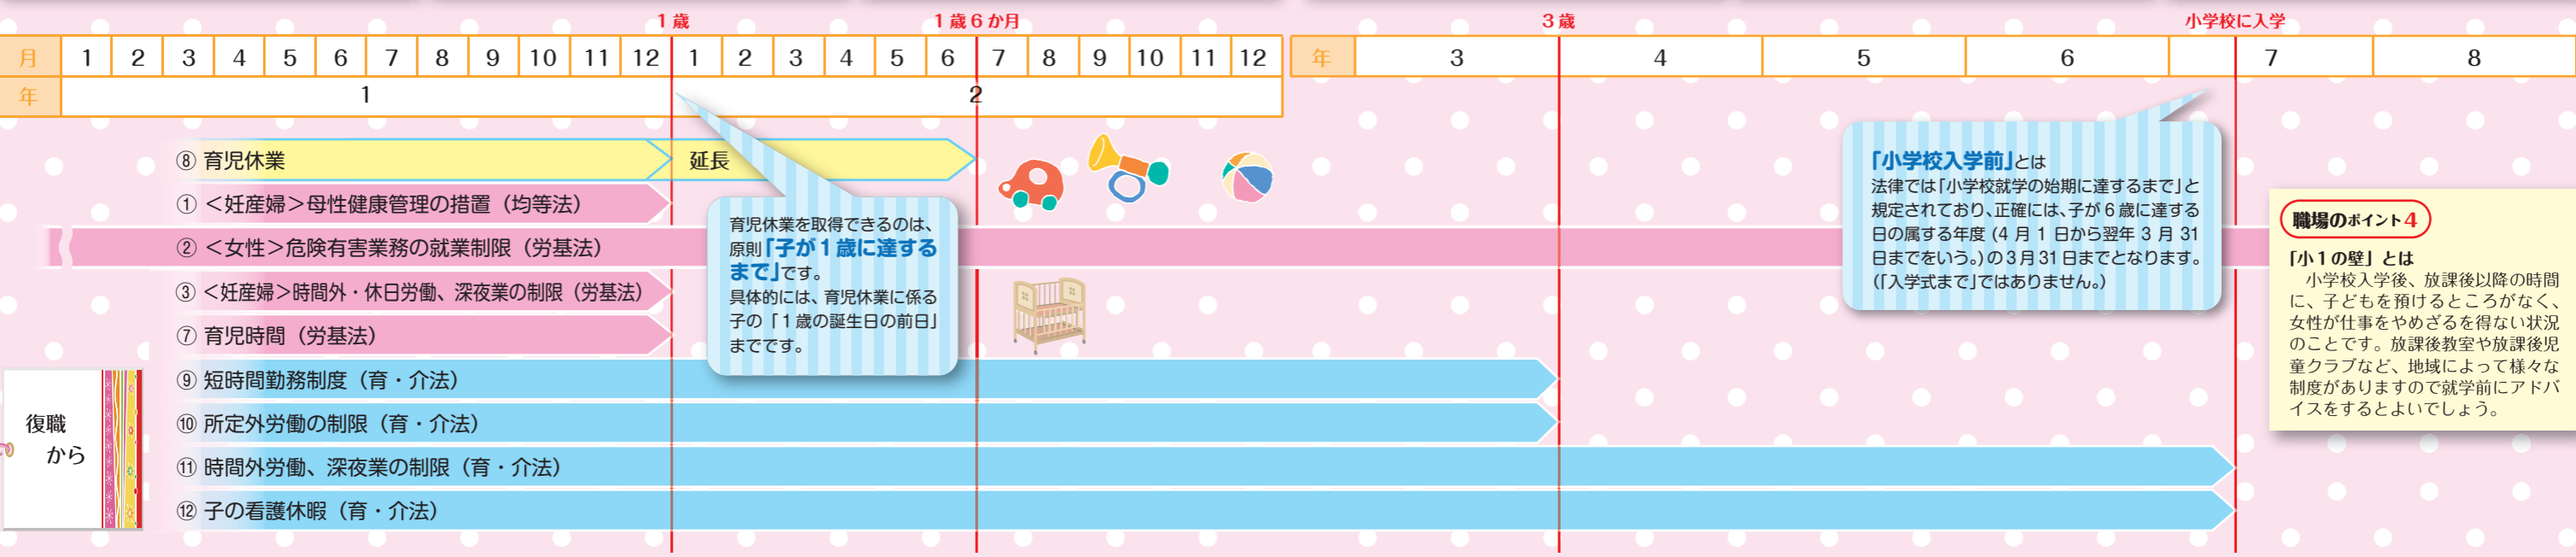 1歳
1歳6か月
3歳
小学校に入学
月 1 2 3 4 5 6 7 8 9 10 11 12 1 2 3 4 5 6 7 8 9 10 11 12
年 3 4 5 6 7 8
年 1 2
⑧ 育児休業 延長
① ＜妊産婦＞母性健康管理の措置（均等法）
② ＜女性＞危険有害業務の就業制限（労基法）
③ ＜妊産婦＞時間外・休日労働、深夜業の制限（労基法）
⑦ 育児時間（労基法）
⑨ 短時間勤務制度（育・介法）
⑩ 所定外労働の制限（育・介法）
⑪ 時間外労働、深夜業の制限（育・介法）
⑫ 子の看護休暇（育・介法）
復職
から
育児休業を取得できるのは、
原則「子が1歳に達する
まで」です。
具体的には、育児休業に係る
子の「1歳の誕生日の前日」
までです。
「小学校入学前」とは
法律では「小学校就学の始期に達するまで」と
規定されており、正確には、子が6歳に達する
日の属する年度（4月1日から翌年3月31
日までをいう。）の3月31日までとなります。
（「入学式まで」ではありません。）
職場のポイント4
「小1の壁」とは
小学校入学後、放課後以降の時間
に、子どもを預けるところがなく、
女性が仕事をやめざるを得ない状況
のことです。放課後教室や放課後児
童クラブなど、地域によって様々な
制度がありますので就学前にアドバ
イスをするとよいでしょう。